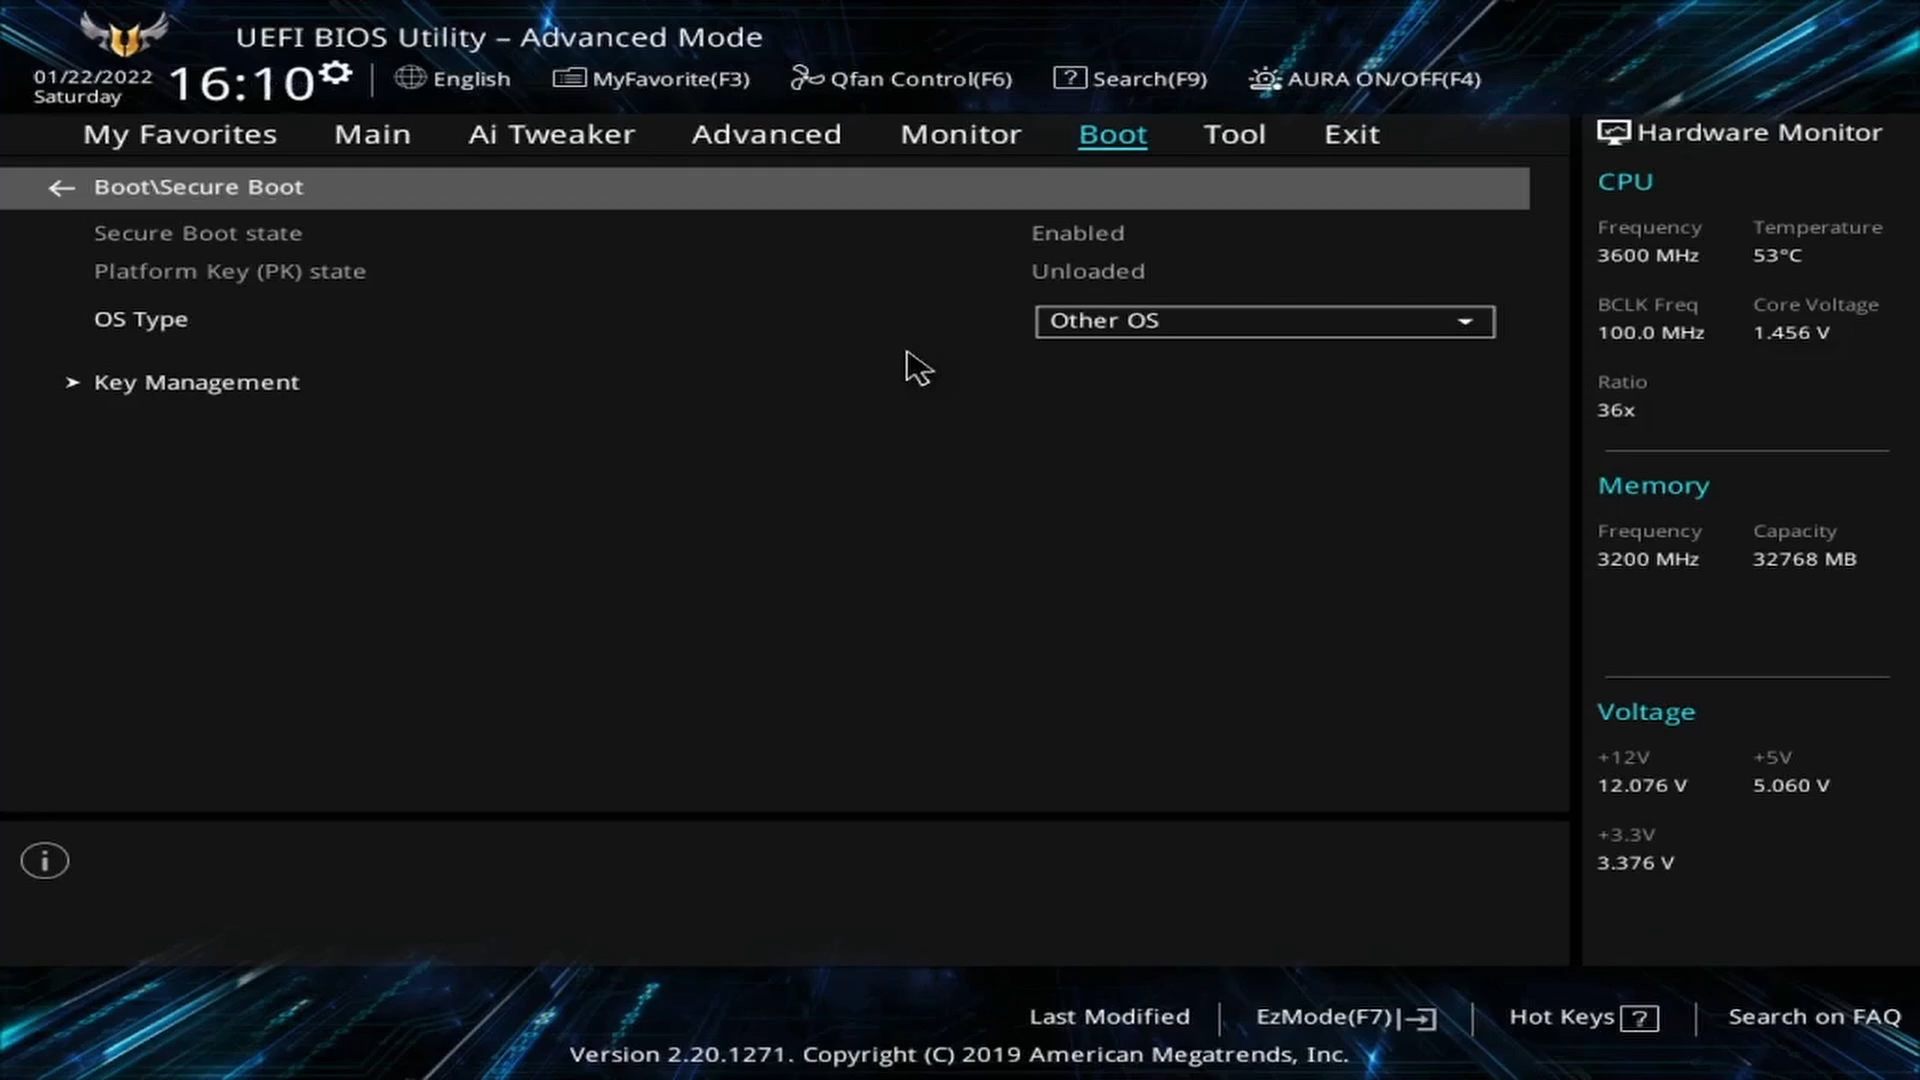 UEFI BIOS Utility – Advanced Mode
01/22/2022
Saturday
16:10
English
MyFavorite(F3)
Qfan Control(F6)
? Search(F9)
AURA ON/OFF(F4)
My Favorites Main Ai Tweaker Advanced Monitor Boot Tool Exit
Boot\Secure Boot
Secure Boot state Enabled
Platform Key (PK) state Unloaded
OS Type Other OS
Key Management
Hardware Monitor
CPU
Frequency Temperature
3600 MHz 53°C
BCLK Freq Core Voltage
100.0 MHz 1.456 V
Ratio
36x
Memory
Frequency Capacity
3200 MHz 32768 MB
Voltage
+12V +5V
12.076 V 5.060 V
+3.3V
3.376 V
i
Last Modified EzMode(F7) Hot Keys ? Search on FAQ
Version 2.20.1271. Copyright (C) 2019 American Megatrends, Inc.